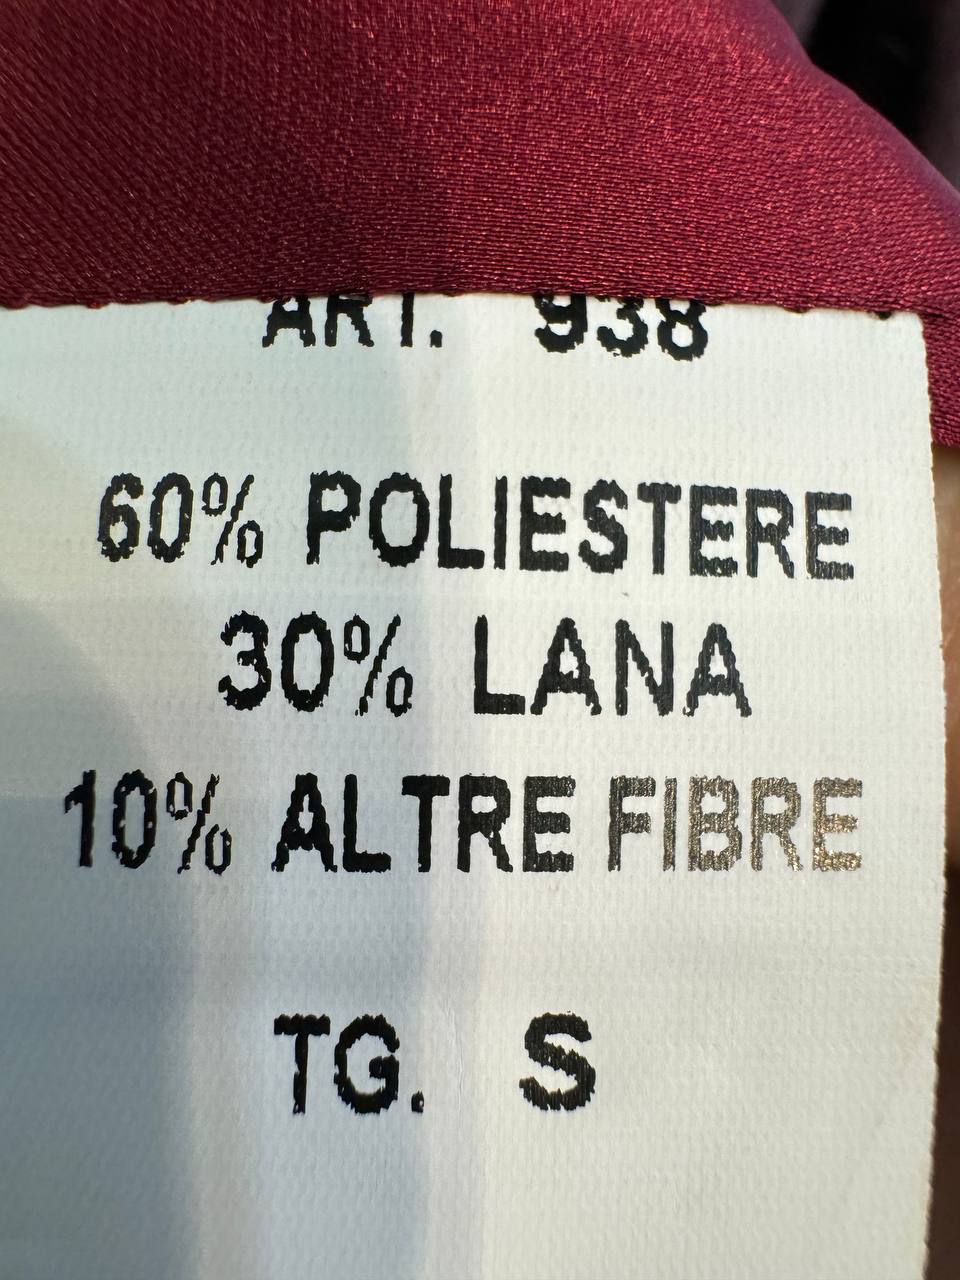 ART. 938
60% POLIESTERE
30% LANA
10% ALTRE FIBRE
TG. S